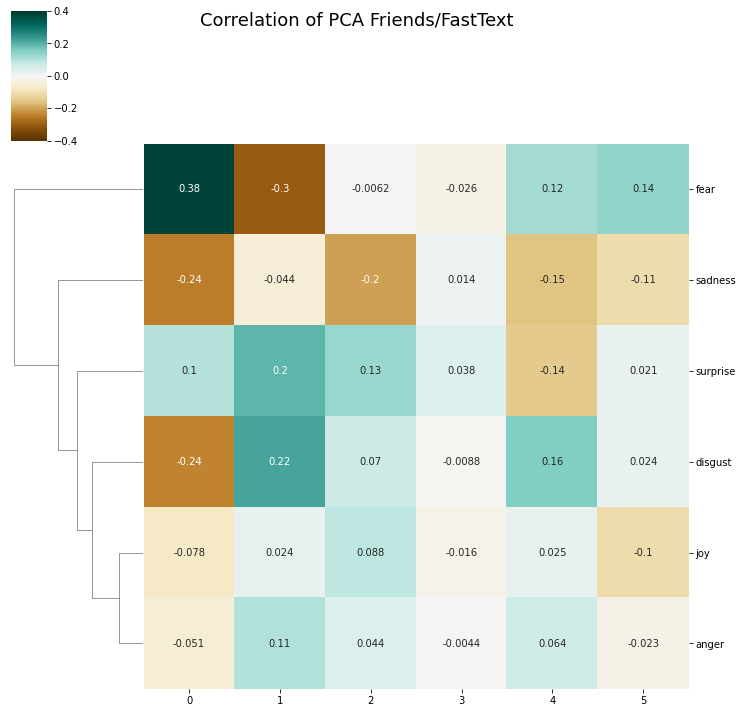 Correlation of PCA Friends/FastText
0.4
0.2
0.0
−0.2
−0.4
0.38 -0.3 -0.0062 -0.026 0.12 0.14 fear
-0.24 -0.044 -0.2 0.014 -0.15 -0.11 sadness
0.1 0.2 0.13 0.038 -0.14 0.021 surprise
-0.24 0.22 0.07 -0.0088 0.16 0.024 disgust
-0.078 0.024 0.088 -0.016 0.025 -0.1 joy
-0.051 0.11 0.044 -0.0044 0.064 -0.023 anger
0 1 2 3 4 5